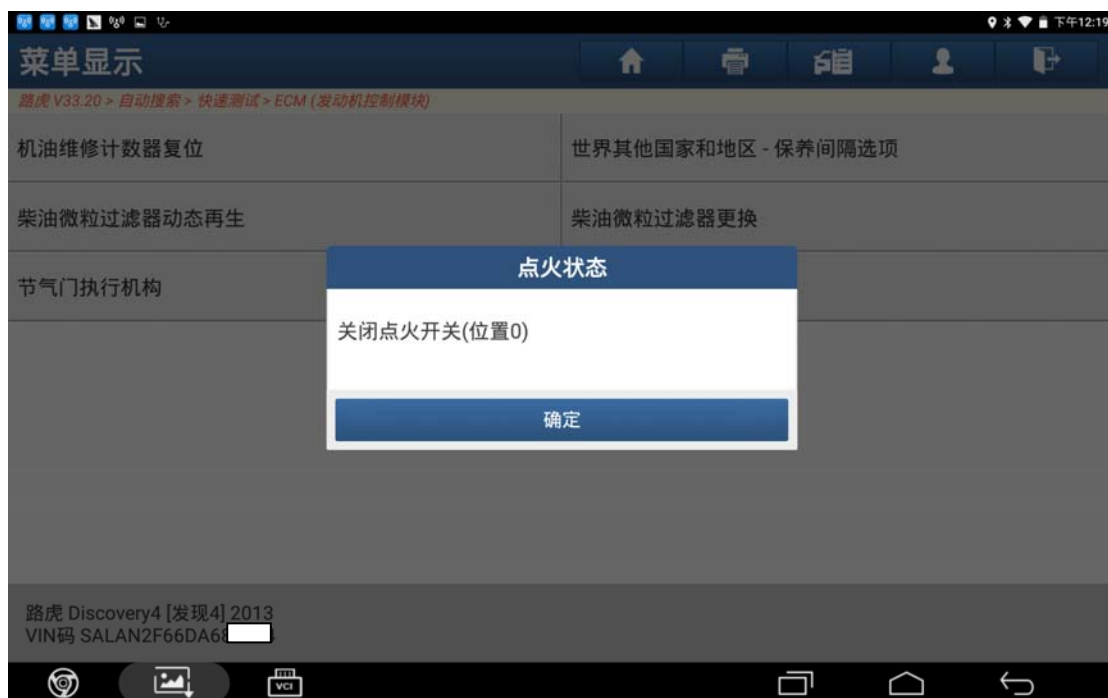 下午12:19
菜单显示
路虎 V33.20 > 自动搜索 > 快速测试 > ECM (发动机控制模块)
机油维修计数器复位
世界其他国家和地区 - 保养间隔选项
柴油微粒过滤器动态再生
柴油微粒过滤器更换
节气门执行机构
点火状态
关闭点火开关(位置0)
确定
路虎 Discovery4 [发现4] 2013
VIN码 SALAN2F66DA6
VCI